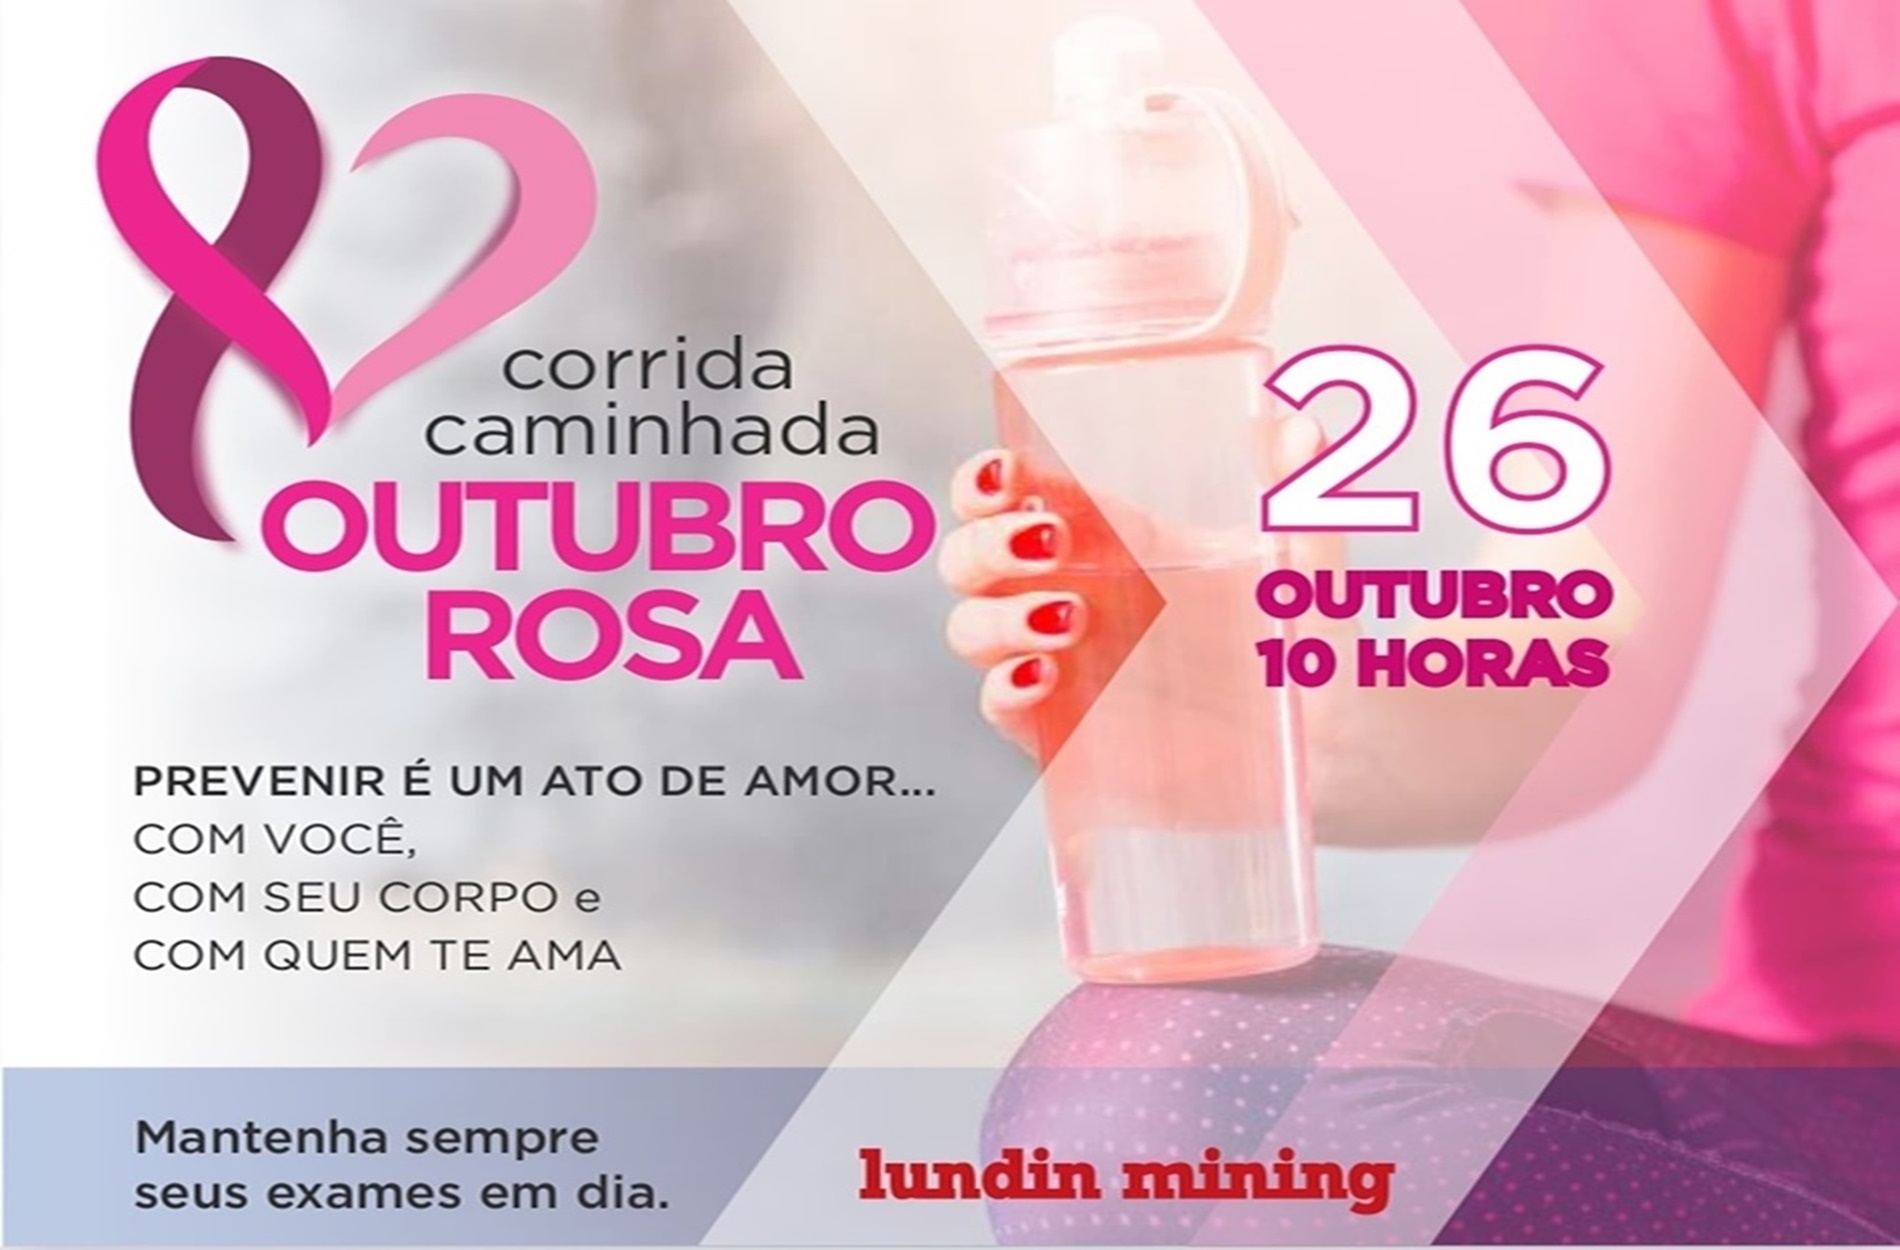 corrida
caminhada
OUTUBRO
ROSA
26
OUTUBRO
10 HORAS
PREVENIR É UM ATO DE AMOR...
COM VOCÊ,
COM SEU CORPO e
COM QUEM TE AMA
Mantenha sempre
seus exames em dia.
lundin mining